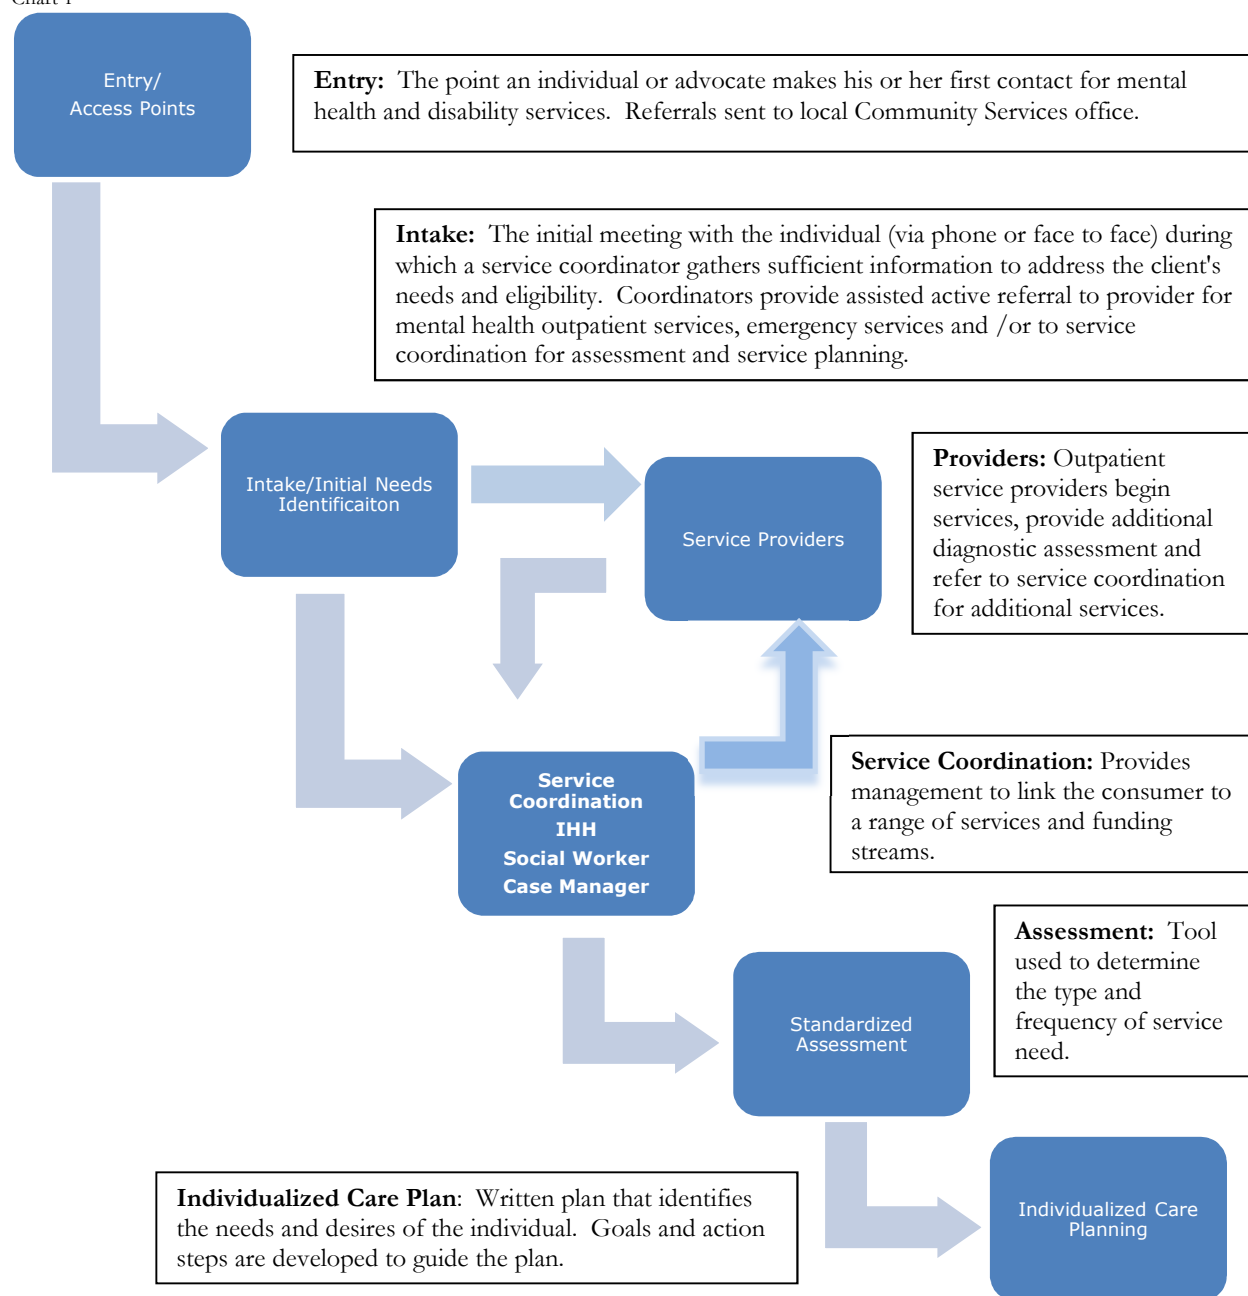 Chart 1
Entry/
Access Points
Entry:  The point an individual or advocate makes his or her first contact for mental
health and disability services.  Referrals sent to local Community Services office.
Intake:  The initial meeting with the individual (via phone or face to face) during
which a service coordinator gathers sufficient information to address the client's
needs and eligibility.  Coordinators provide assisted active referral to provider for
mental health outpatient services, emergency services and /or to service
coordination for assessment and service planning.
Intake/Initial Needs
Identificaiton
Service Providers
Providers: Outpatient
service providers begin
services, provide additional
diagnostic assessment and
refer to service coordination
for additional services.
Service
Coordination
IHH
Social Worker
Case Manager
Service Coordination: Provides
management to link the consumer to
a range of services and funding
streams.
Assessment:  Tool
used to determine
the type and
frequency of service
need.
Standardized
Assessment
Individualized Care Plan:  Written plan that identifies
the needs and desires of the individual.  Goals and action
steps are developed to guide the plan.
Individualized Care
Planning